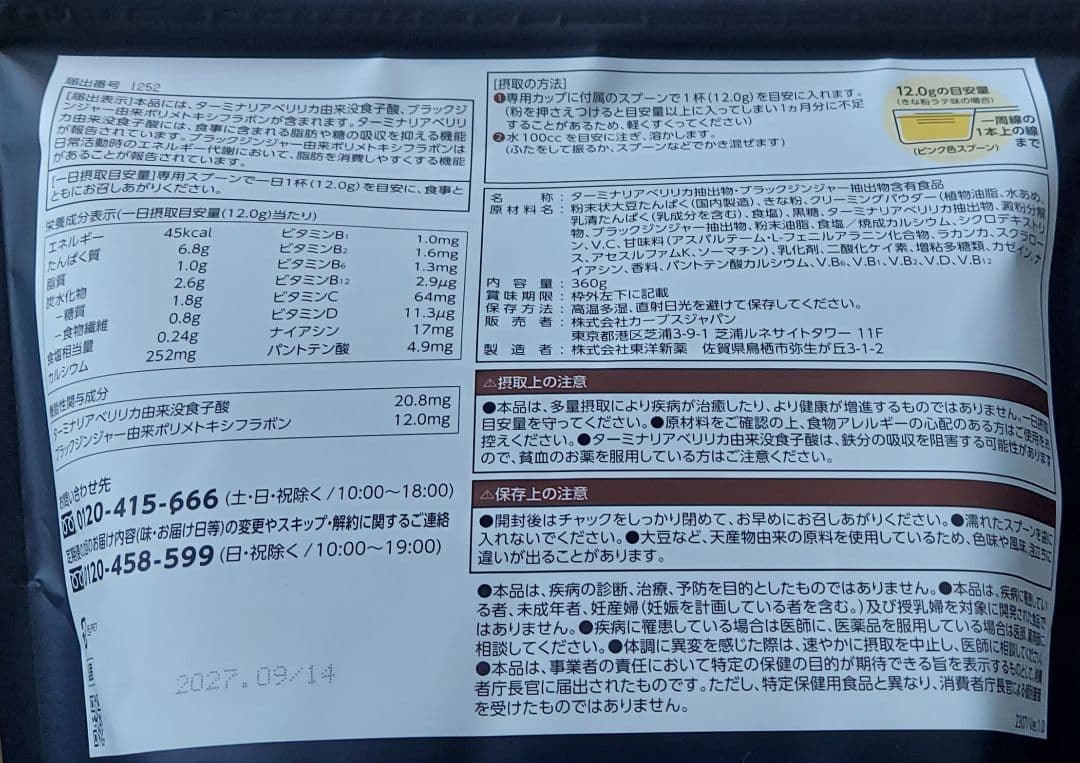 届出番号 I252
[届出表示]本品には、ターミナリアベリリカ由来没食子酸、ブラックジ
ンジャー由来ポリメトキシフラボンが含まれます。ターミナリアベリリ
カ由来没食子酸には、食事に含まれる脂肪や糖の吸収を抑える機能
が報告されています。ブラックジンジャー由来ポリメトキシフラボンは
日常活動時のエネルギー代謝において、脂肪を消費しやすくする機能
があることが報告されています。
[一日摂取目安量]専用スプーンで一日1杯(12.0g)を目安に、食事と
ともにお召しあがりください。
栄養成分表示(一日摂取目安量(12.0g)当たり)
エネルギー 45kcal ビタミンB₁ 1.0mg
たんぱく質 6.8g ビタミンB₂ 1.6mg
脂質 1.0g ビタミンB₆ 1.3mg
炭水化物 2.6g ビタミンB₁₂ 2.9μg
－糖質 1.8g ビタミンC 64mg
－食物繊維 0.8g ビタミンD 11.3μg
食塩相当量 0.24g ナイアシン 17mg
カルシウム 252mg パントテン酸 4.9mg
機能性関与成分
ターミナリアベリリカ由来没食子酸 20.8mg
ブラックジンジャー由来ポリメトキシフラボン 12.0mg
お問い合わせ先
0120-415-666 (土・日・祝除く/10:00～18:00)
のお届け内容(味・お届け日等)の変更やスキップ・解約に関するご連絡
0120-458-599 (日・祝除く/10:00～19:00)
2027.09/14
[摂取の方法]
❶専用カップに付属のスプーンで1杯(12.0g)を目安に入れます。
(粉を押さえつけると目安量以上に入ってしまい1ヵ月分に不足
することがあるため、軽くすくってください)
❷水100ccを目安に注ぎ、溶かします。
(ふたをして振るか、スプーンなどでかき混ぜます)
12.0gの目安量
(きな粉ラテ味の場合)
一周線の
1本上の線
まで
(ピンク色スプーン)
名称:ターミナリアベリリカ抽出物・ブラックジンジャー抽出物含有食品
原材料名:粉末状大豆たんぱく(国内製造)、きな粉、クリーミングパウダー(植物油脂、水あめ、
乳清たんぱく(乳成分を含む)、食塩)、黒糖、ターミナリアベリリカ抽出物、澱粉分解
物、ブラックジンジャー抽出物、粉末油脂、食塩/焼成カルシウム、シクロデキストリ
ン、V.C、甘味料(アスパルテーム・L-フェニルアラニン化合物、ラカンカ、スクラロー
ス、アセスルファムK、ソーマチン)、乳化剤、二酸化ケイ素、増粘多糖類、カゼイン、ナ
イアシン、香料、パントテン酸カルシウム、V.B₆、V.B₁、V.B₂、V.D、V.B₁₂
内容量:360g
賞味期限:枠外左下に記載
保存方法:高温多湿、直射日光を避けて保存してください。
販売者:株式会社カーブスジャパン
東京都港区芝浦3-9-1 芝浦ルネサイトタワー 11F
製造者:株式会社東洋新薬 佐賀県鳥栖市弥生が丘3-1-2
⚠摂取上の注意
●本品は、多量摂取により疾病が治癒したり、より健康が増進するものではありません。一日摂取
目安量を守ってください。●原材料をご確認の上、食物アレルギーの心配のある方はご使用をお
控えください。●ターミナリアベリリカ由来没食子酸は、鉄分の吸収を阻害する可能性があります
ので、貧血のお薬を服用している方はご注意ください。
⚠保存上の注意
●開封後はチャックをしっかり閉めて、お早めにお召しあがりください。●濡れたスプーンを袋に
入れないでください。●大豆など、天産物由来の原料を使用しているため、色味や風味、泡立ちに
違いが出ることがあります。
●本品は、疾病の診断、治療、予防を目的としたものではありません。●本品は、疾病に罹患してい
る者、未成年者、妊産婦(妊娠を計画している者を含む。)及び授乳婦を対象に開発された食品で
はありません。●疾病に罹患している場合は医師に、医薬品を服用している場合は医師、薬剤師に
相談してください。●体調に異変を感じた際は、速やかに摂取を中止し、医師に相談してください。
●本品は、事業者の責任において特定の保健の目的が期待できる旨を表示するものとして、消費
者庁長官に届出されたものです。ただし、特定保健用食品と異なり、消費者庁長官による個別審査
を受けたものではありません。
2307/Ver.1.0